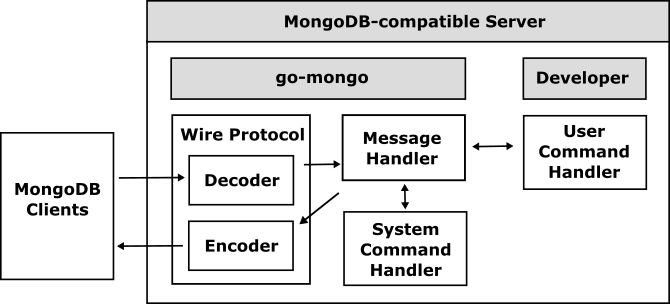 MongoDB-compatible Server
go-mongo
Developer
Wire Protocol
Decoder
Encoder
Message
Handler
User
Command
Handler
System
Command
Handler
MongoDB
Clients